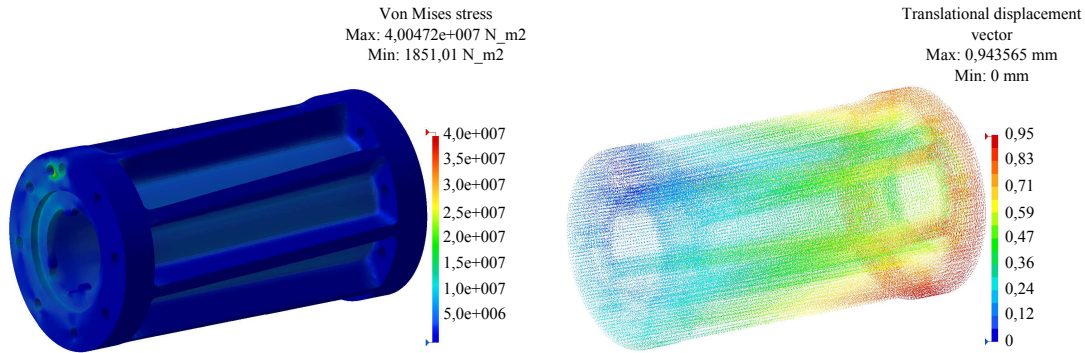 Von Mises stress
Max: 4,00472e+007 N_m2
Min: 1851,01 N_m2
4,0e+007
3,5e+007
3,0e+007
2,5e+007
2,0e+007
1,5e+007
1,0e+007
5,0e+006
Translational displacement
vector
Max: 0,943565 mm
Min: 0 mm
0,95
0,83
0,71
0,59
0,47
0,36
0,24
0,12
0